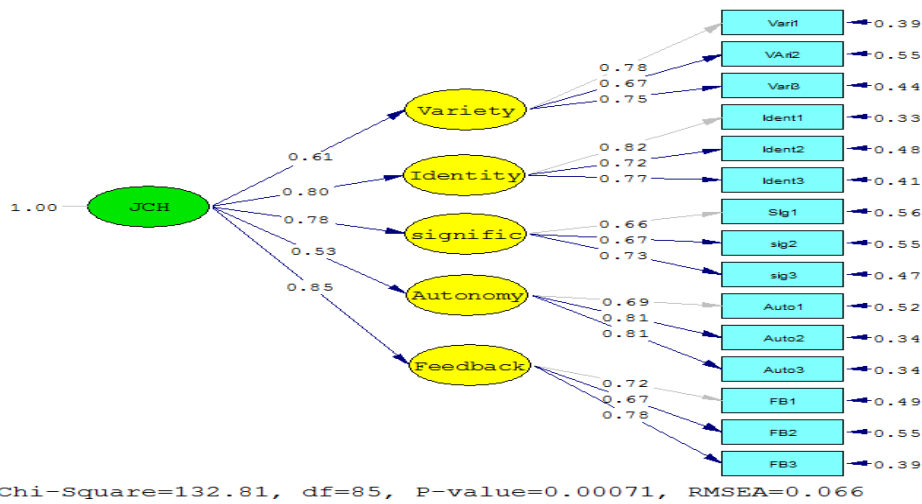 Vari1
0.39
0.78
VAri2
0.55
0.67
Vari3
0.44
0.75
Variety
Ident1
0.33
0.82
Ident2
0.48
0.72
Ident3
0.41
0.77
0.61
Identity
0.80
1.00
JCH
0.78
Sig1
0.56
0.66
signific
sig2
0.55
0.67
sig3
0.47
0.73
0.53
Autonomy
Auto1
0.52
0.69
Auto2
0.34
0.81
Auto3
0.34
0.81
0.85
Feedback
FB1
0.49
0.72
FB2
0.55
0.67
FB3
0.39
0.78
Chi-Square=132.81, df=85, P-value=0.00071, RMSEA=0.066